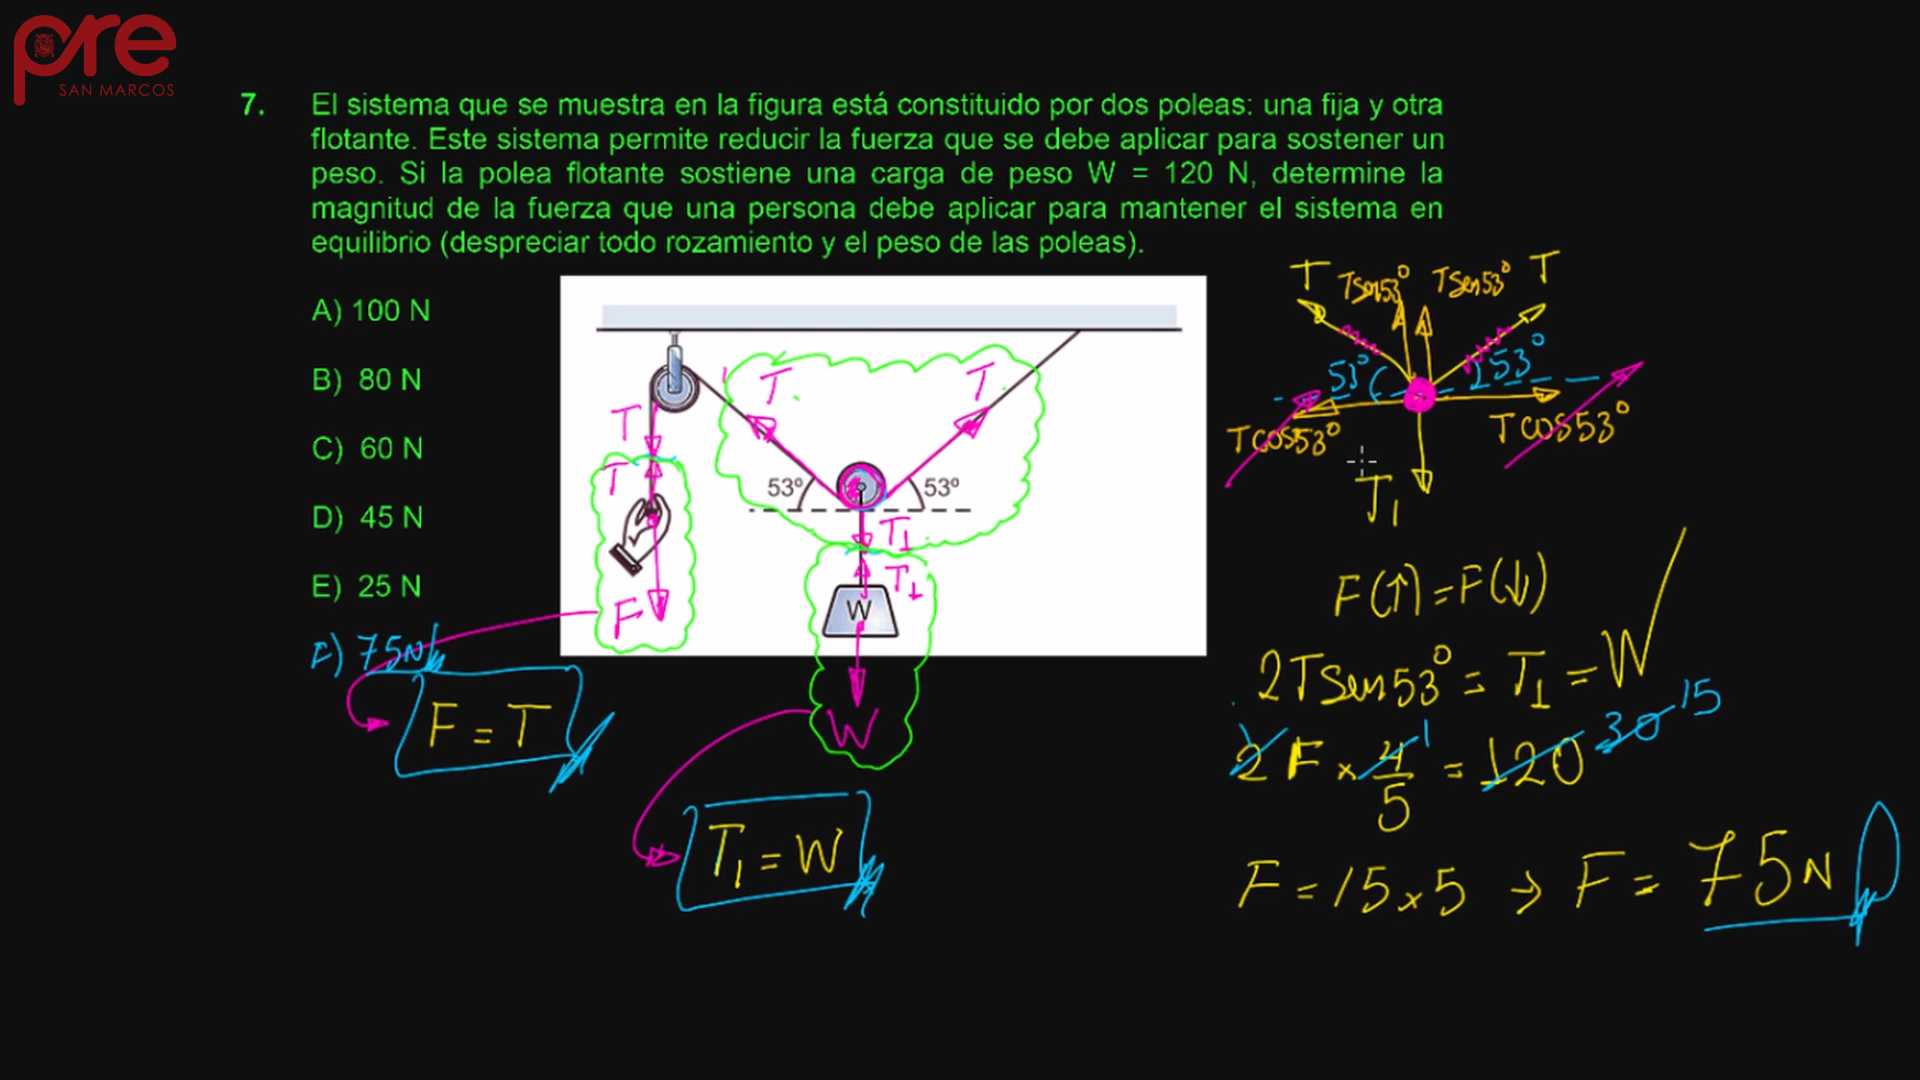 pre
SAN MARCOS
7. El sistema que se muestra en la figura está constituido por dos poleas: una fija y otra
flotante. Este sistema permite reducir la fuerza que se debe aplicar para sostener un
peso. Si la polea flotante sostiene una carga de peso W = 120 N, determine la
magnitud de la fuerza que una persona debe aplicar para mantener el sistema en
equilibrio (despreciar todo rozamiento y el peso de las poleas).
A) 100 N
B) 80 N
C) 60 N
D) 45 N
E) 25 N
F) 75N
F = T
T
T
F
T
T
53º
53º
T1
T1
W
W
T1 = W
T
TSen53°
TSen53°
T
53°
53°
TCos53°
TCos53°
T1
F(↑) = F(↓)
2TSen53° = T1 = W
2F × 4/5 = 120 30 15
1
1
F = 15 × 5 → F = 75N